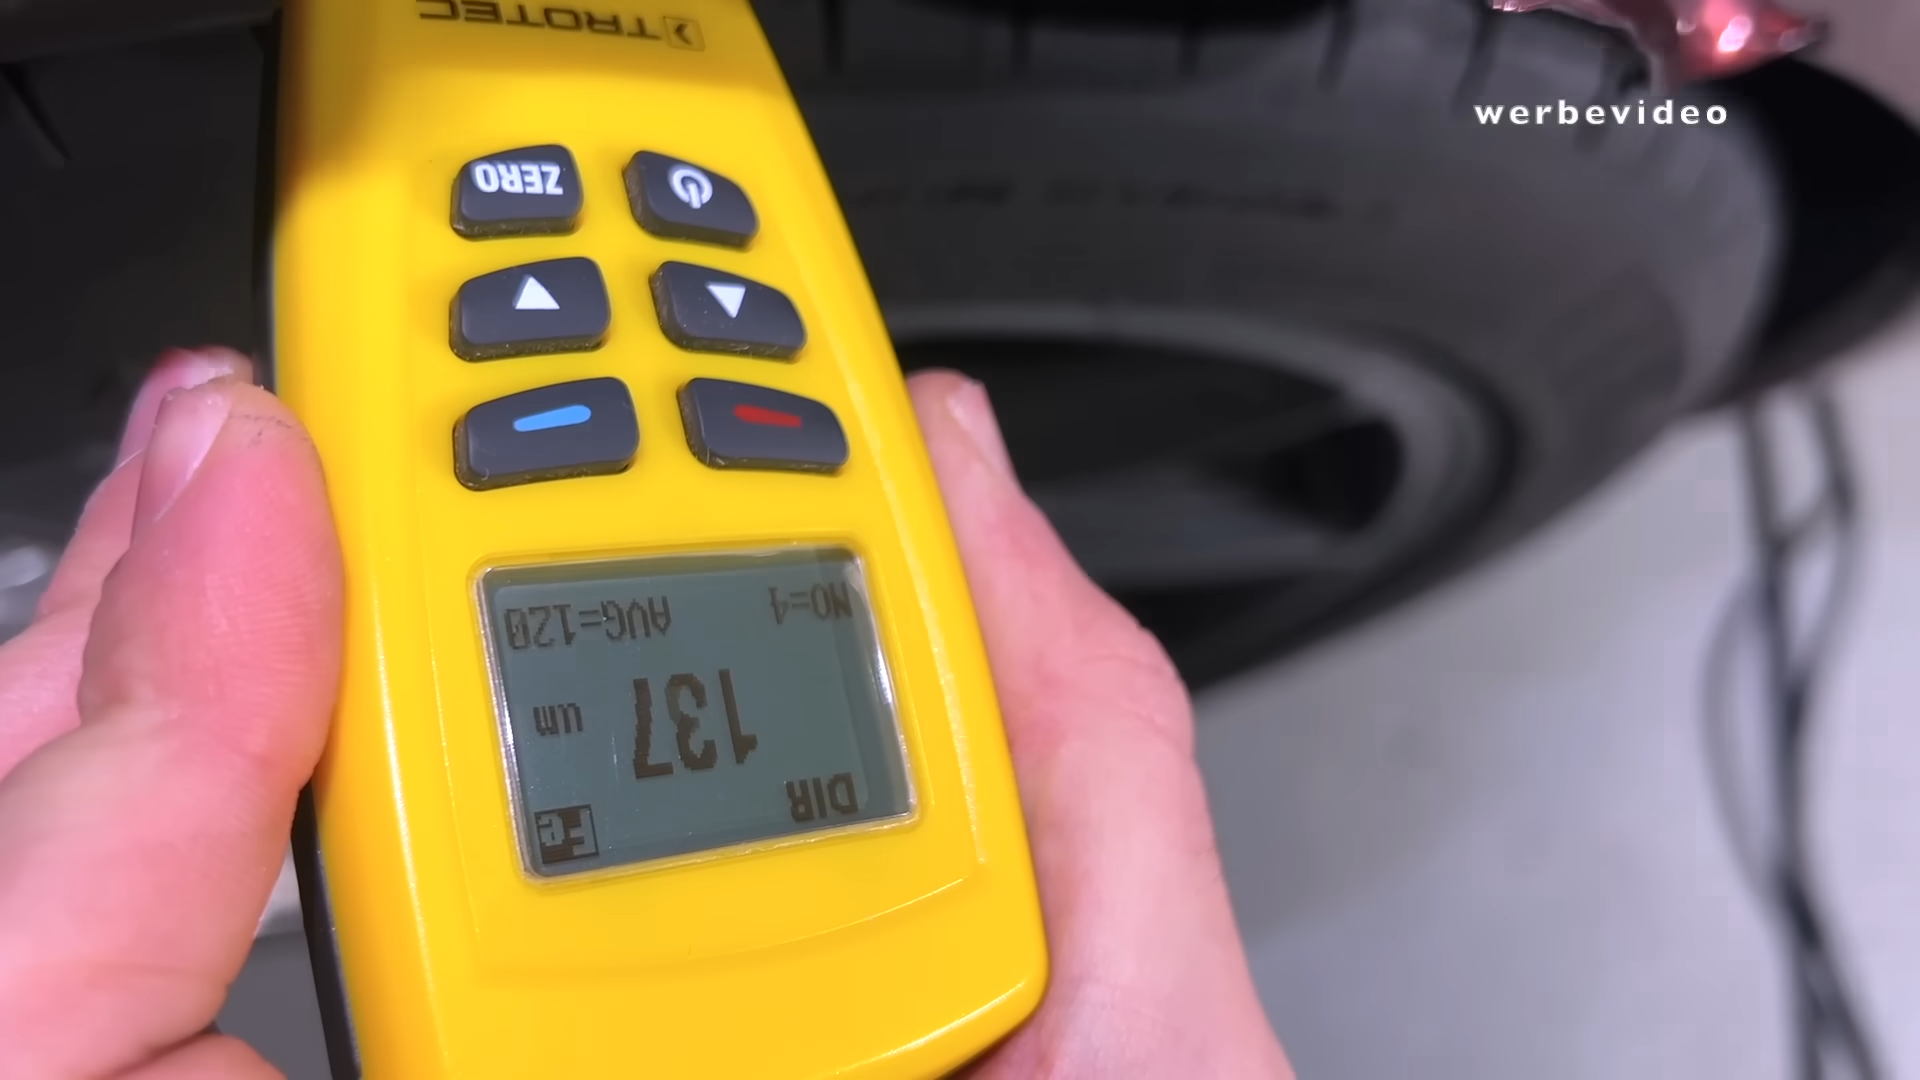 werbevideo
DIR Fe
137 um
NO=4 AVG=120
ZERO
TROTEC